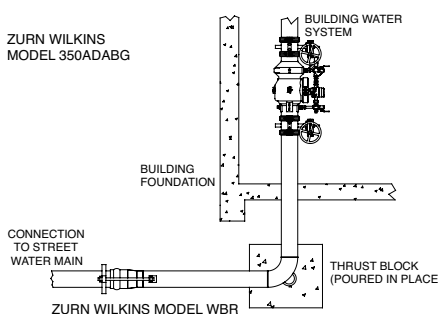 ZURN WILKINS
MODEL 350ADABG
BUILDING WATER
SYSTEM
BUILDING
FOUNDATION
CONNECTION
TO STREET
WATER MAIN
THRUST BLOCK
(POURED IN PLACE
ZURN WILKINS MODEL WBR